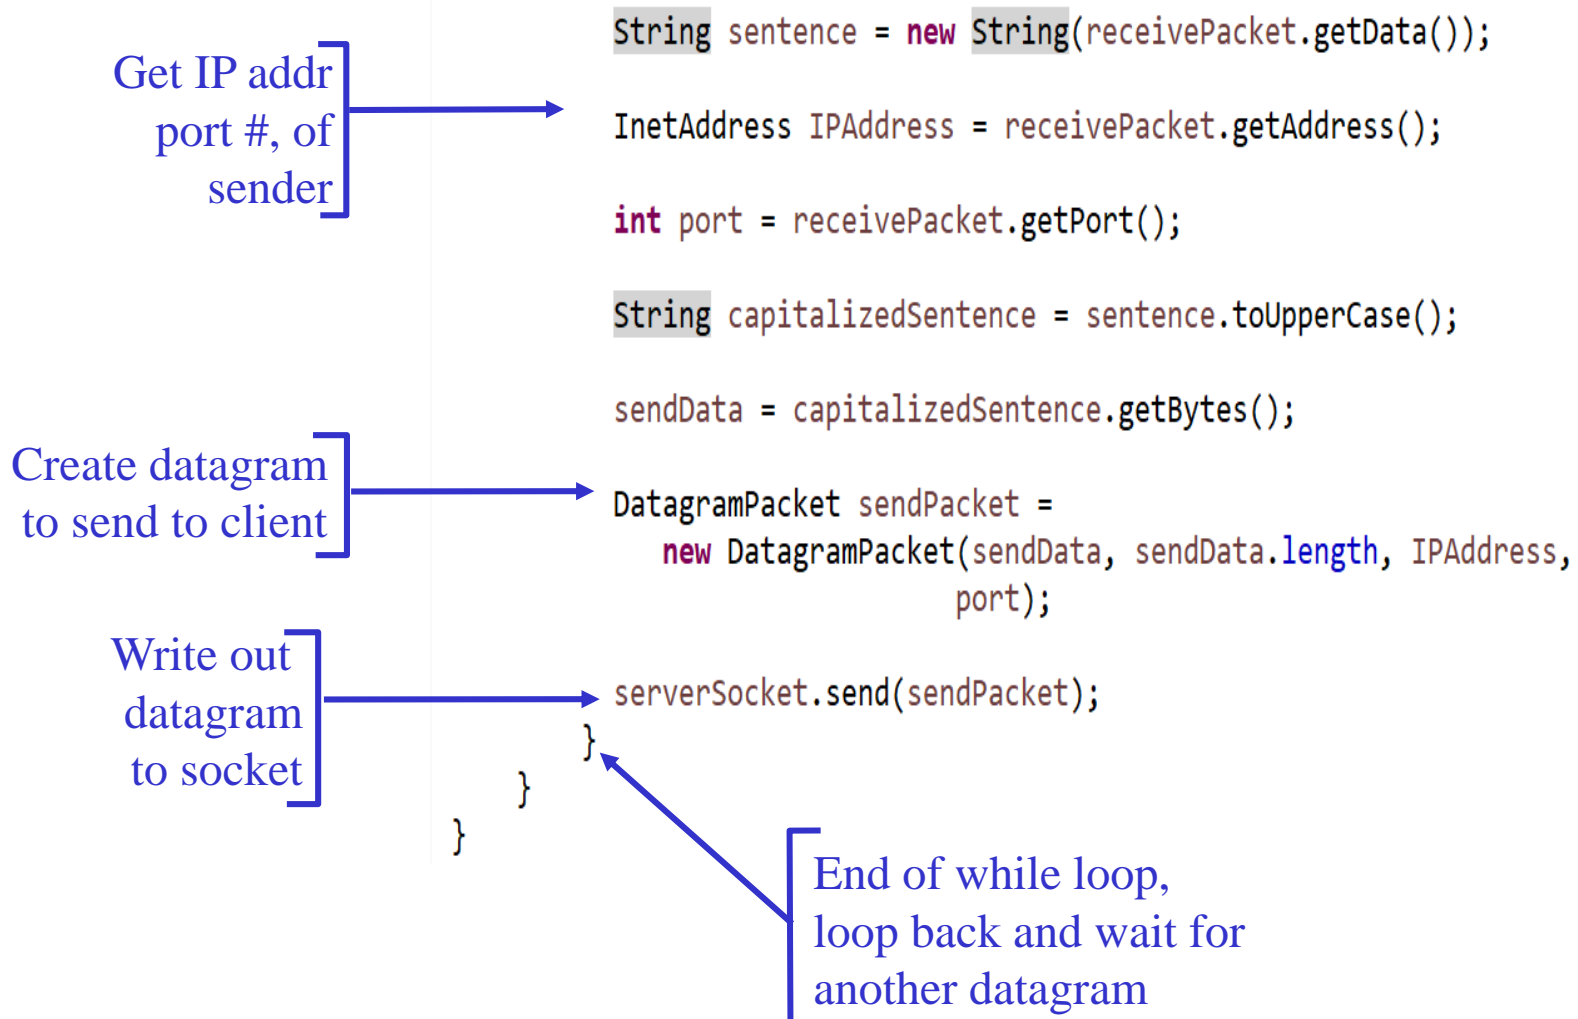 String sentence = new String(receivePacket.getData());
Get IP addr
port #, of
sender
InetAddress IPAddress = receivePacket.getAddress();
int port = receivePacket.getPort();
String capitalizedSentence = sentence.toUpperCase();
sendData = capitalizedSentence.getBytes();
Create datagram
to send to client
DatagramPacket sendPacket =
new DatagramPacket(sendData, sendData.length, IPAddress,
port);
Write out
datagram
to socket
serverSocket.send(sendPacket);
}
}
}
End of while loop,
loop back and wait for
another datagram